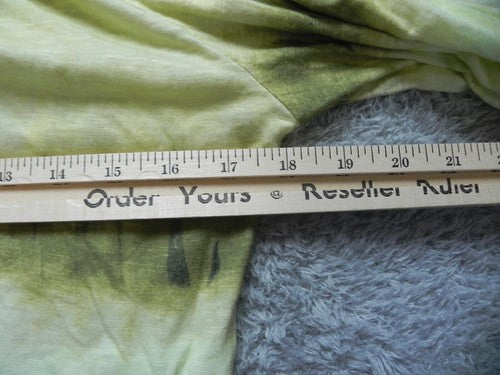 13 14 15 16 17 18 19 20 21
Order Yours @ Reseller Ruler